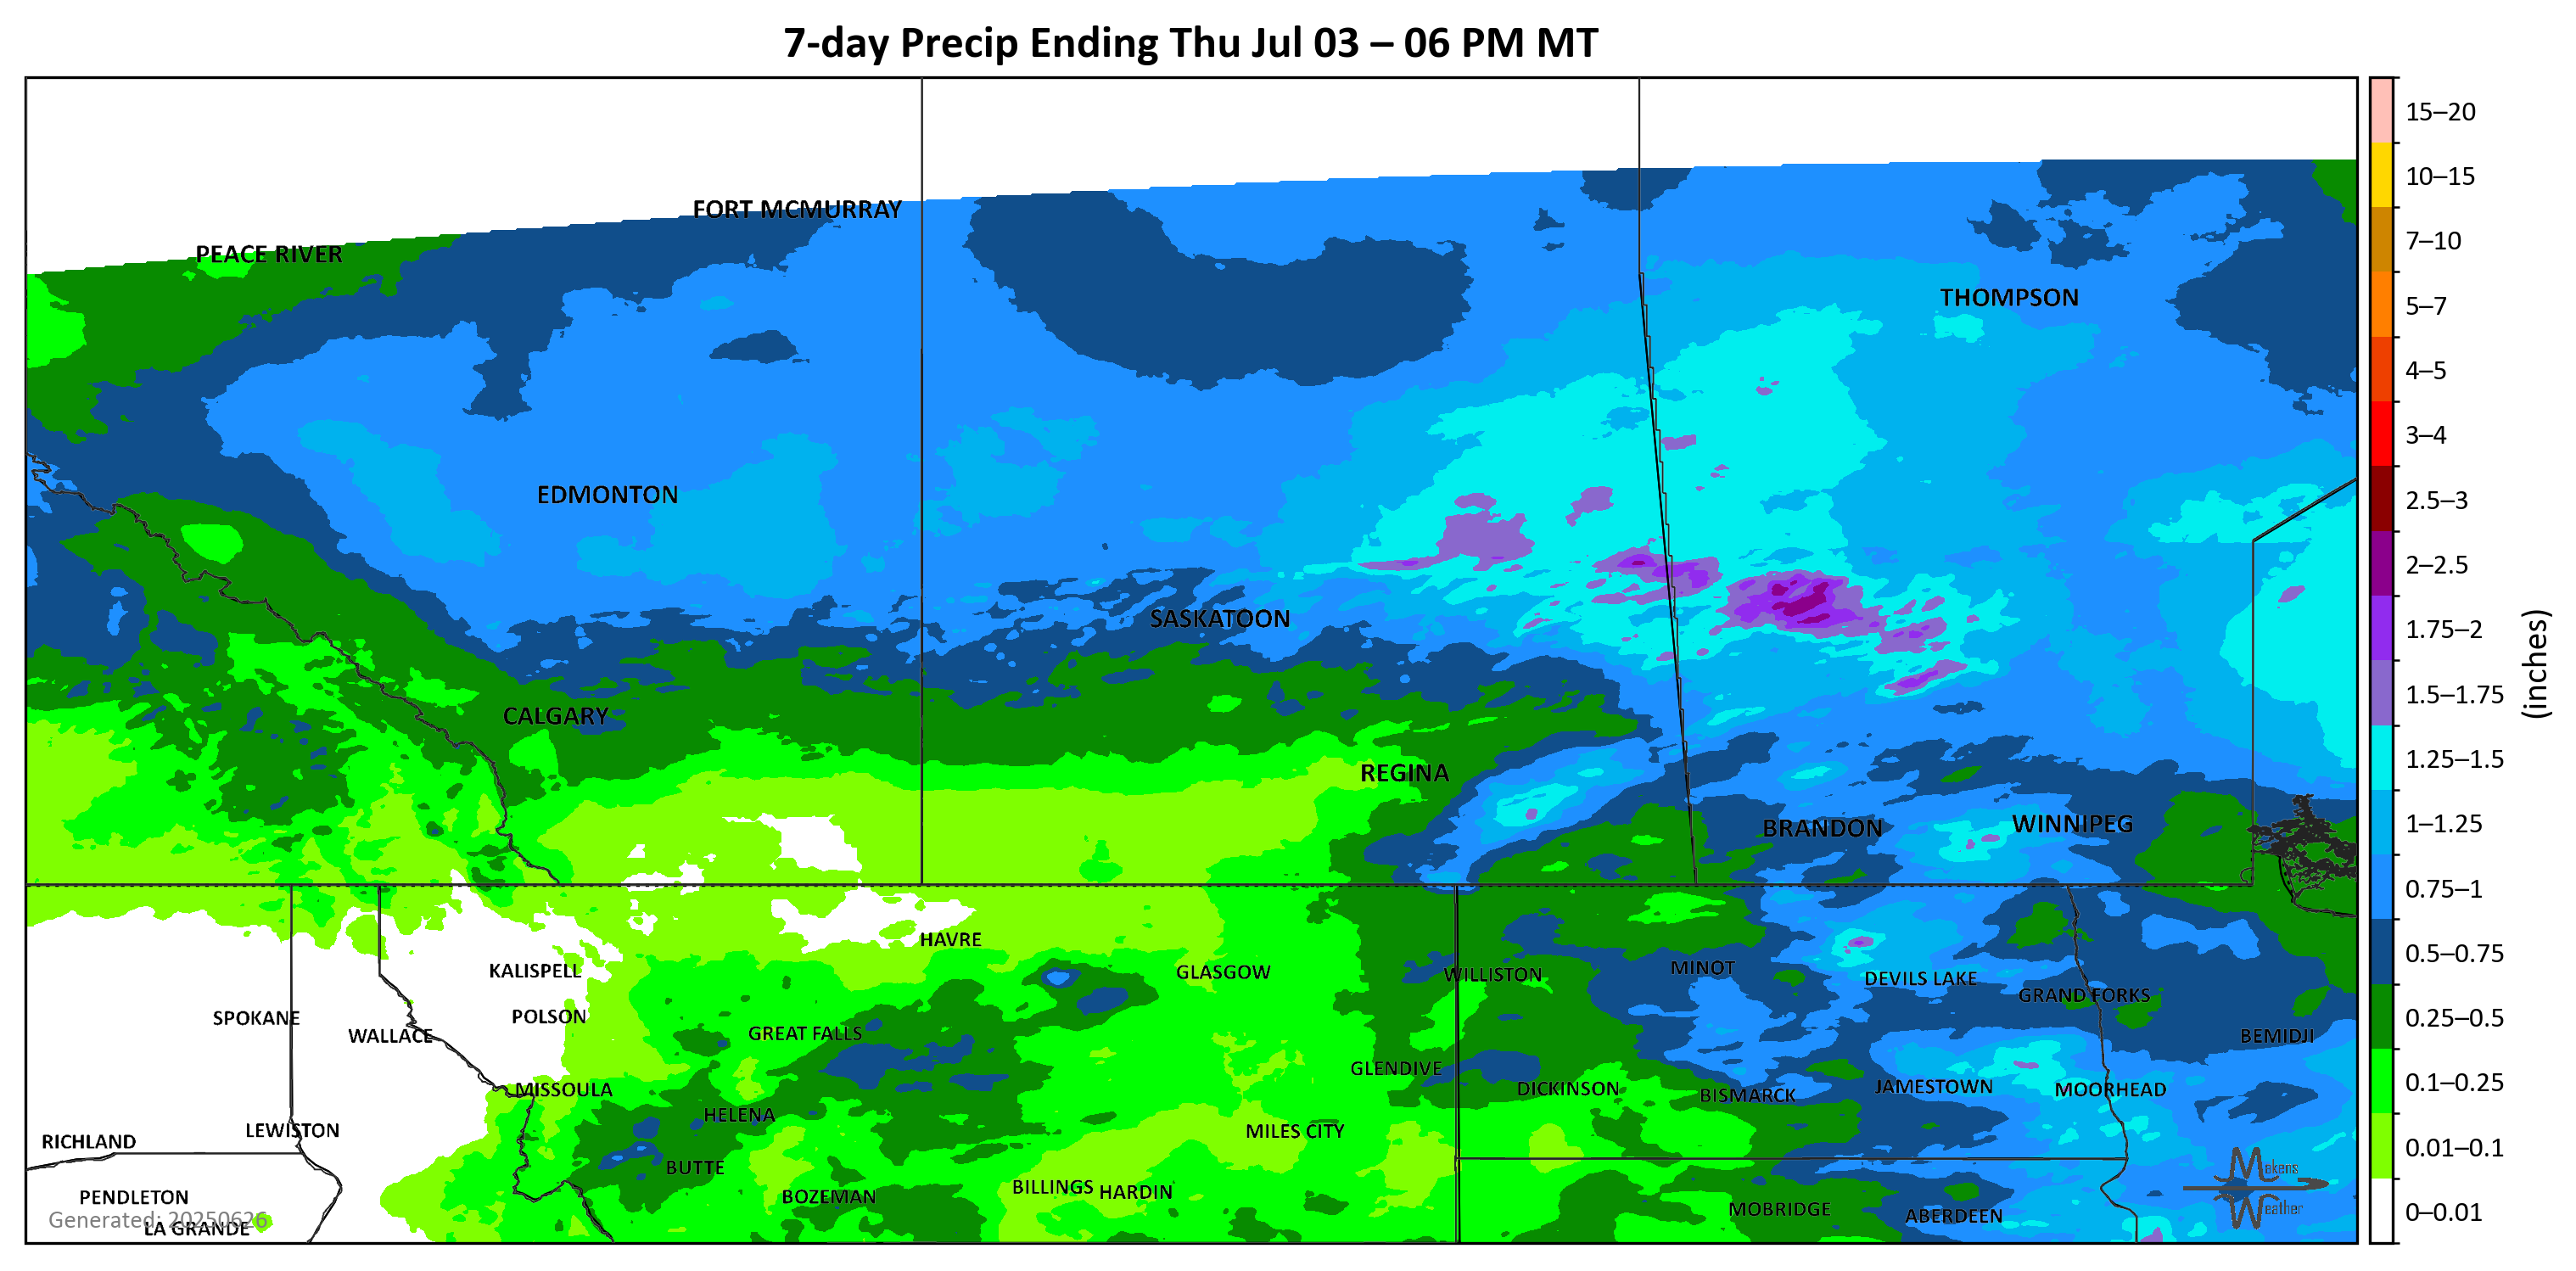 7-day Precip Ending Thu Jul 03 – 06 PM MT
15–20
10–15
7–10
5–7
4–5
3–4
2.5–3
2–2.5
1.75–2
1.5–1.75
1.25–1.5
1–1.25
0.75–1
0.5–0.75
0.25–0.5
0.1–0.25
0.01–0.1
0–0.01
(inches)
FORT MCMURRAY
PEACE RIVER
THOMPSON
EDMONTON
SASKATOON
CALGARY
REGINA
BRANDON
WINNIPEG
HAVRE
KALISPELL
GLASGOW
WILLISTON
MINOT
DEVILS LAKE
GRAND FORKS
SPOKANE
POLSON
WALLACE
GREAT FALLS
BEMIDJI
GLENDIVE
MISSOULA
DICKINSON
BISMARCK
JAMESTOWN
MOORHEAD
HELENA
RICHLAND
LEWISTON
MILES CITY
BUTTE
PENDLETON
BOZEMAN
BILLINGS
HARDIN
MOBRIDGE
ABERDEEN
Generated: 20250626
LA GRANDE
Makens
Weather